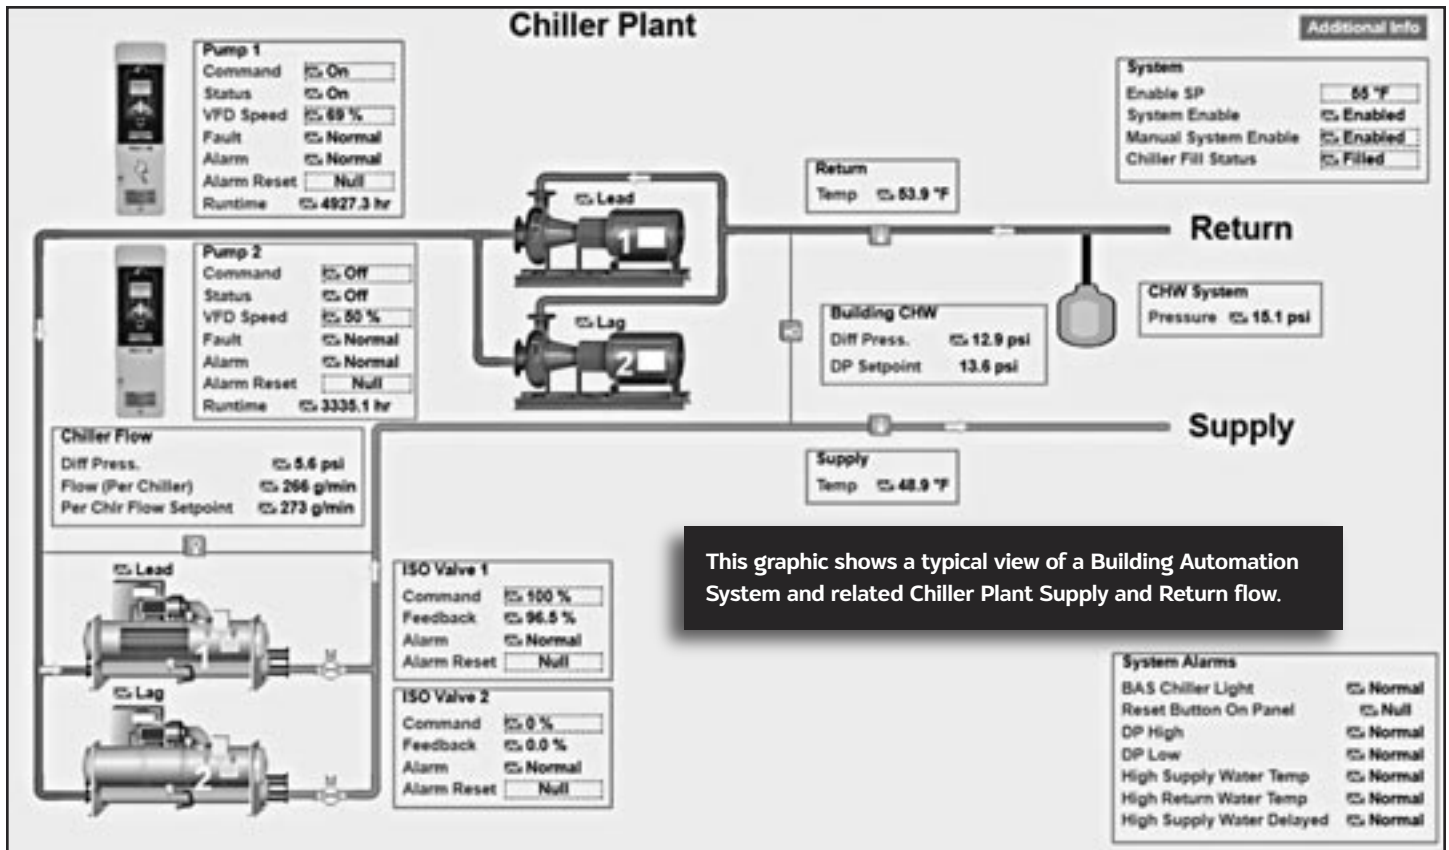 Chiller Plant
Additional Info
Pump 1
Command On
Status On
VFD Speed 69 %
Fault Normal
Alarm Normal
Alarm Reset Null
Runtime 4927.3 hr
System
Enable SP 55 °F
System Enable Enabled
Manual System Enable Enabled
Chiller Fill Status Filled
Lead
1
Return
Temp 53.9 °F
Return
Pump 2
Command Off
Status Off
VFD Speed 50 %
Fault Normal
Alarm Normal
Alarm Reset Null
Runtime 3335.1 hr
Lag
2
Building CHW
Diff Press. 12.9 psi
DP Setpoint 13.6 psi
CHW System
Pressure 15.1 psi
Supply
Supply
Temp 48.9 °F
Chiller Flow
Diff Press. 5.6 psi
Flow (Per Chiller) 266 g/min
Per Chlr Flow Setpoint 273 g/min
Lead
1
M
Lag
2
M
ISO Valve 1
Command 100 %
Feedback 96.5 %
Alarm Normal
Alarm Reset Null
ISO Valve 2
Command 0 %
Feedback 0.0 %
Alarm Normal
Alarm Reset Null
This graphic shows a typical view of a Building Automation
System and related Chiller Plant Supply and Return flow.
System Alarms
BAS Chiller Light Normal
Reset Button On Panel Null
DP High Normal
DP Low Normal
High Supply Water Temp Normal
High Return Water Temp Normal
High Supply Water Delayed Normal